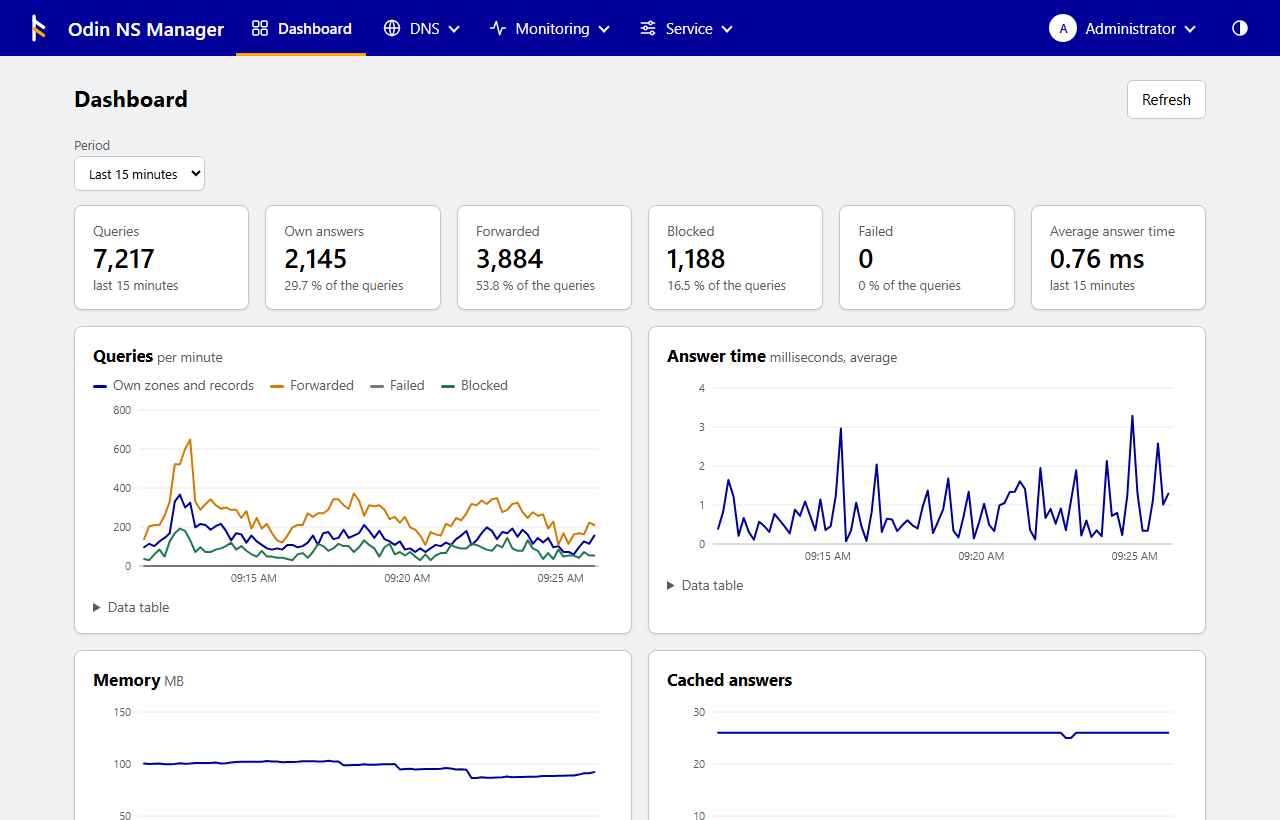 Odin NS Manager Dashboard DNS Monitoring Service A Administrator
Dashboard
Refresh
Period
Last 15 minutes
Queries
7,217
last 15 minutes
Own answers
2,145
29.7 % of the queries
Forwarded
3,884
53.8 % of the queries
Blocked
1,188
16.5 % of the queries
Failed
0
0 % of the queries
Average answer time
0.76 ms
last 15 minutes
Queries per minute
Own zones and records Forwarded Failed Blocked
800
600
400
200
0
09:15 AM 09:20 AM 09:25 AM
Data table
Answer time milliseconds, average
4
3
2
1
0
09:15 AM 09:20 AM 09:25 AM
Data table
Memory MB
150
100
50
Cached answers
30
20
10